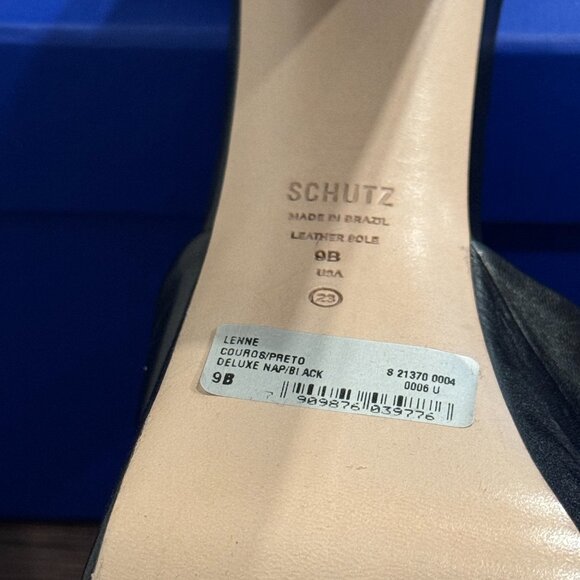 SCHUTZ
MADE IN BRAZIL
LEATHER SOLE
9B
USA
23
LENNE
COUROS/PRETO
DELUXE NAP/BLACK
9B
S 21370 0004
0006 U
7 909876 039776